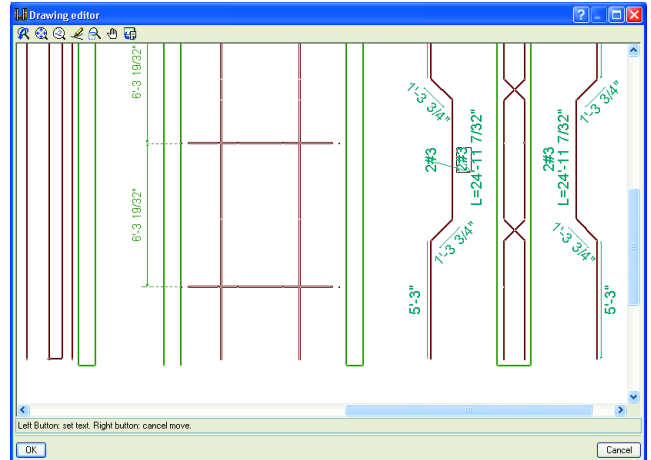 Drawing editor
6'-3 19/32"
6'-3 19/32"
1'-3 3/4"
2#3
2#3
L=24'-11 7/32"
1'-3 3/4"
5'-3"
1'-3 3/4"
2#3
L=24'-11 7/32"
1'-3 3/4"
5'-3"
Left Button: set text. Right button: cancel move.
OK
Cancel